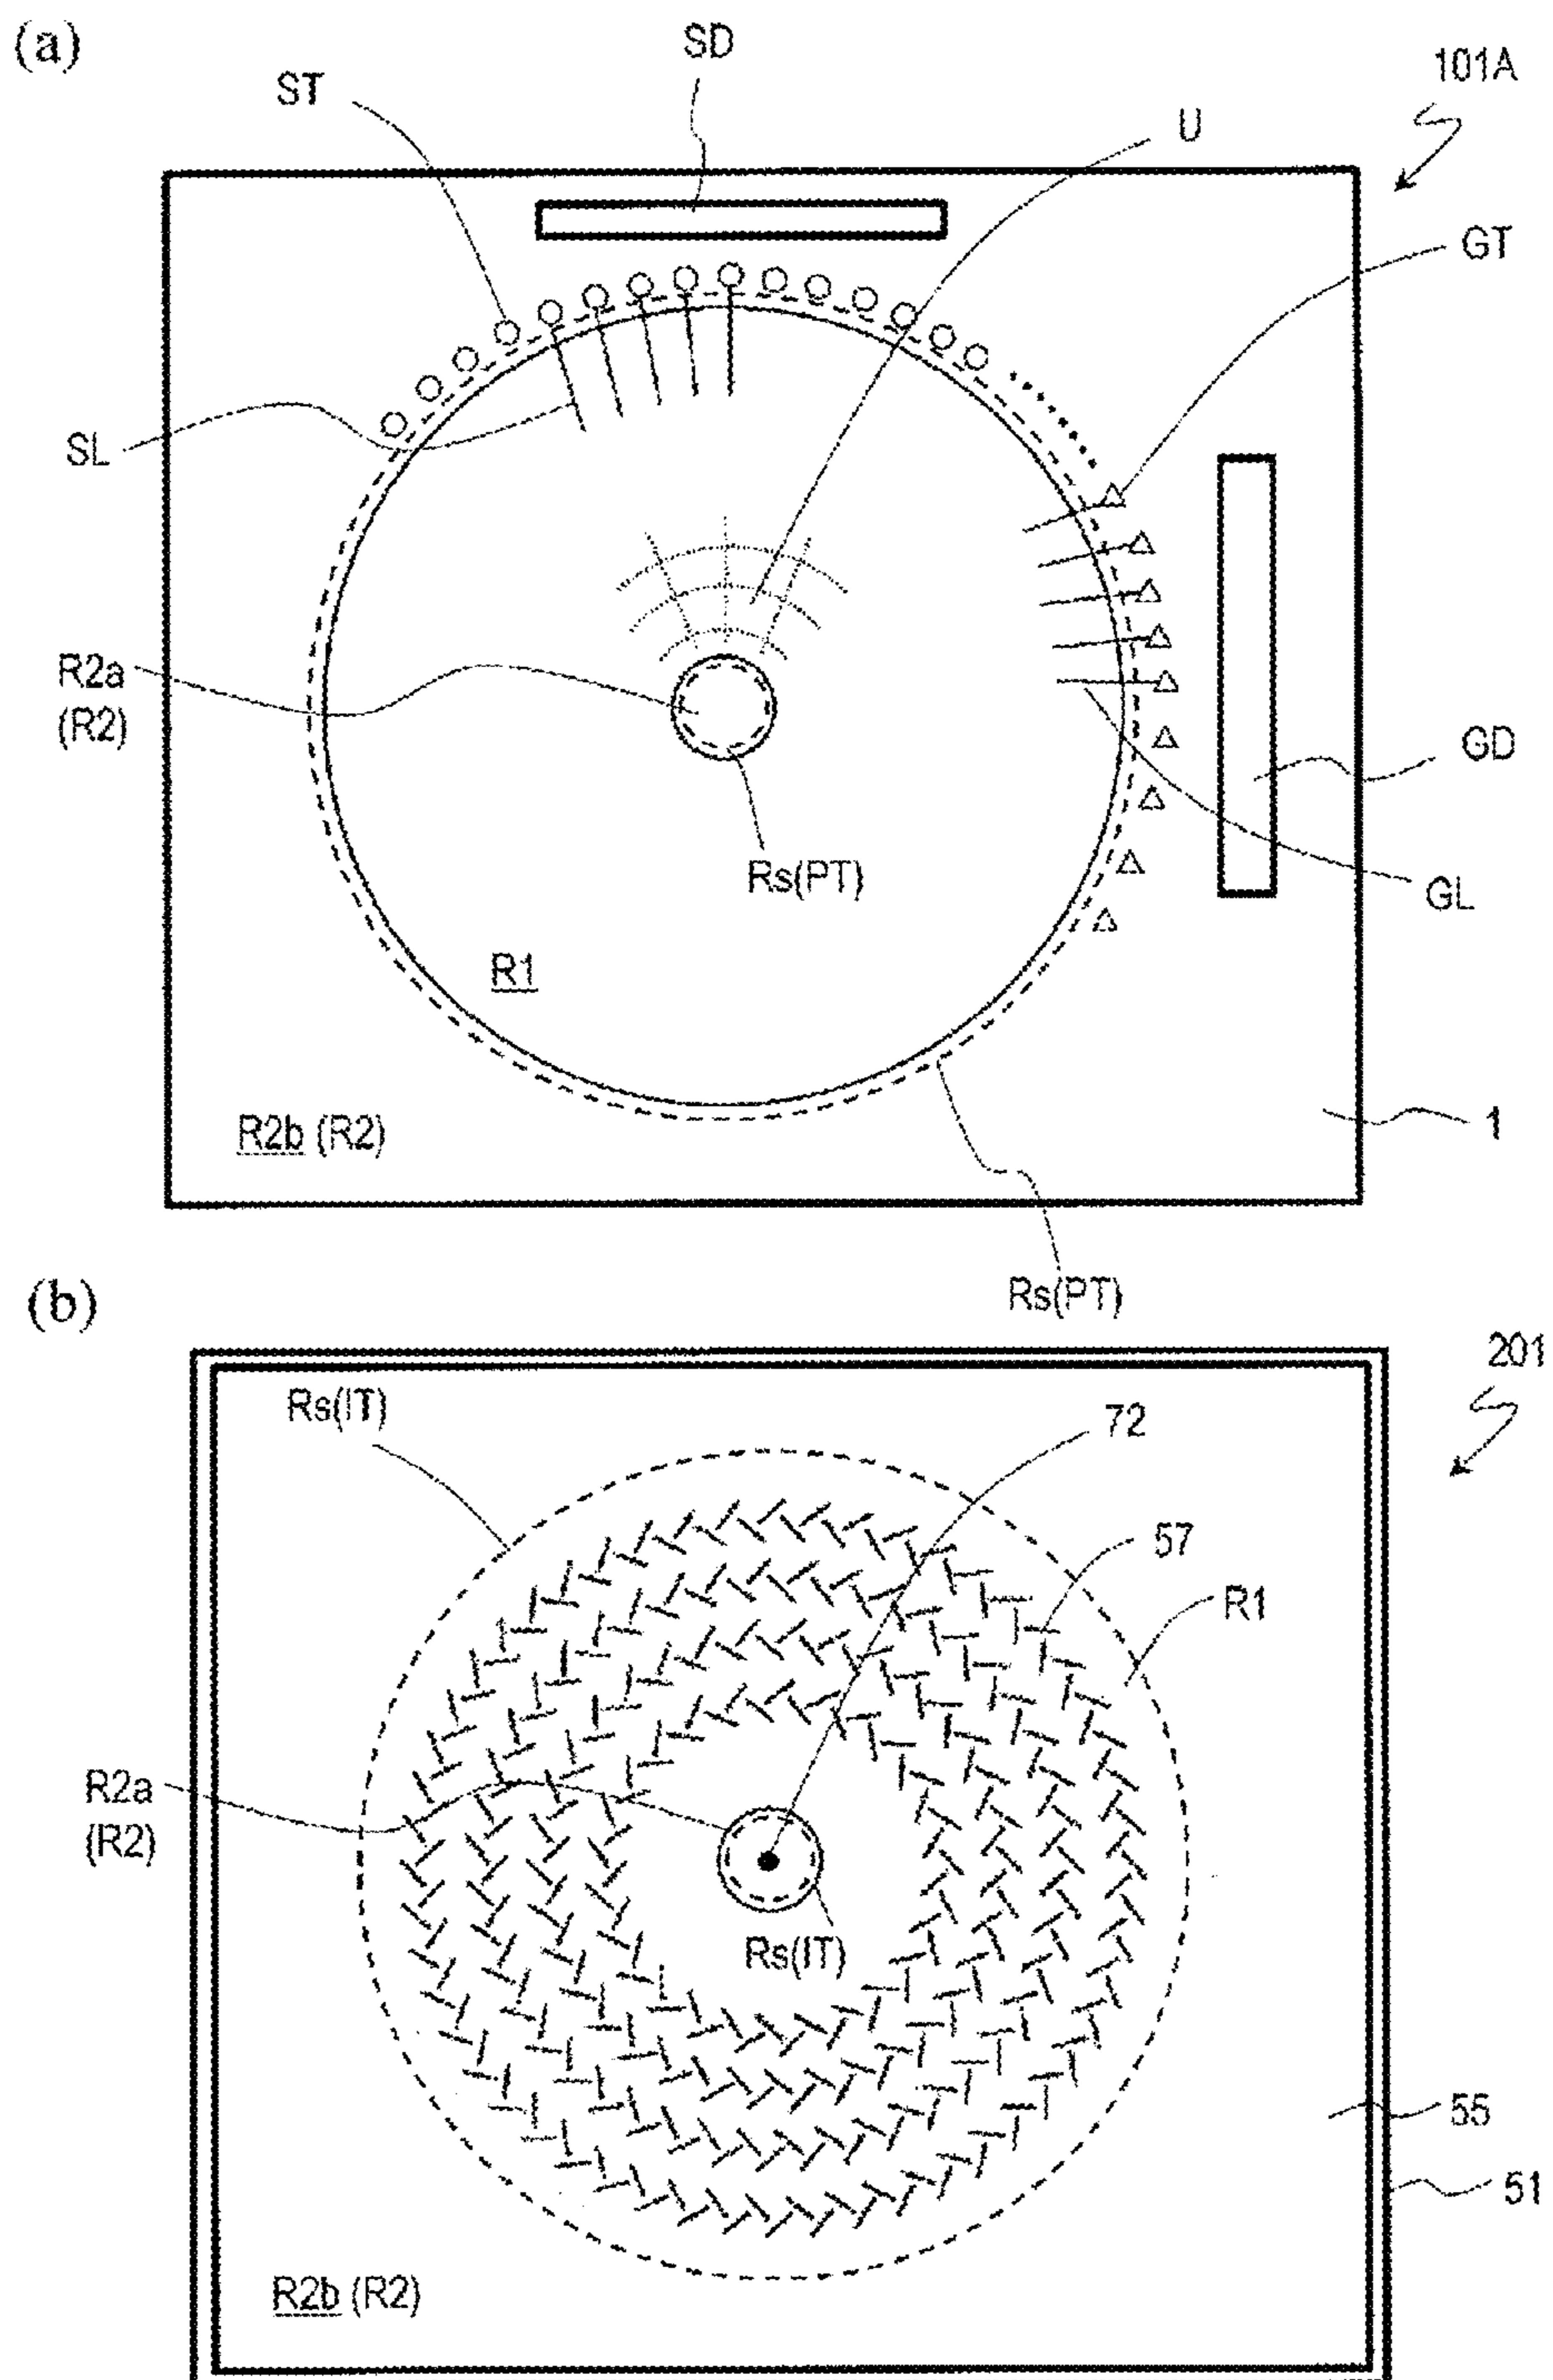 (a)
SD
ST
101A
U
GT
SL
R2a
(R2)
GD
Rs(PT)
GL
R1
R2b (R2)
1
Rs(PT)
(b)
201
Rs(IT)
72
57
R1
R2a
(R2)
Rs(IT)
55
51
R2b (R2)